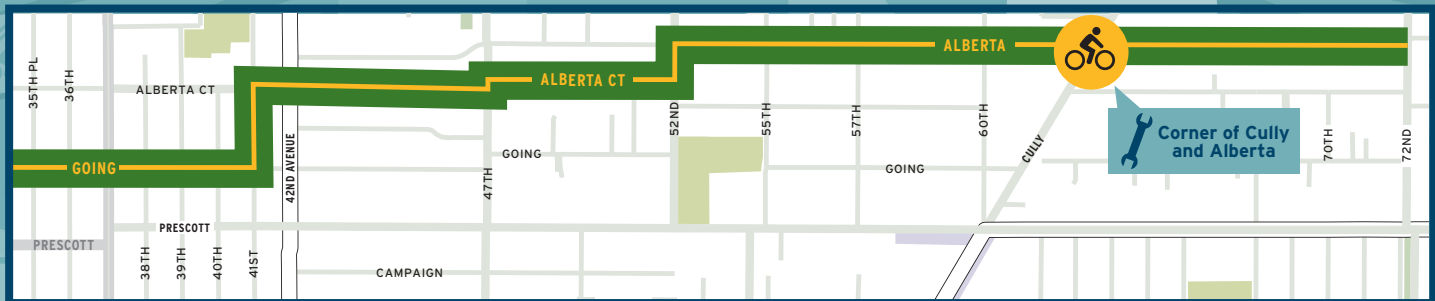 35TH PL
36TH
ALBERTA CT
42ND AVENUE
GOING
PRESCOTT
PRESCOTT
38TH
39TH
40TH
41ST
CAMPAIGN
47TH
GOING
ALBERTA CT
52ND
55TH
57TH
60TH
GOING
ALBERTA
CULLY
Corner of Cully
and Alberta
70TH
72ND